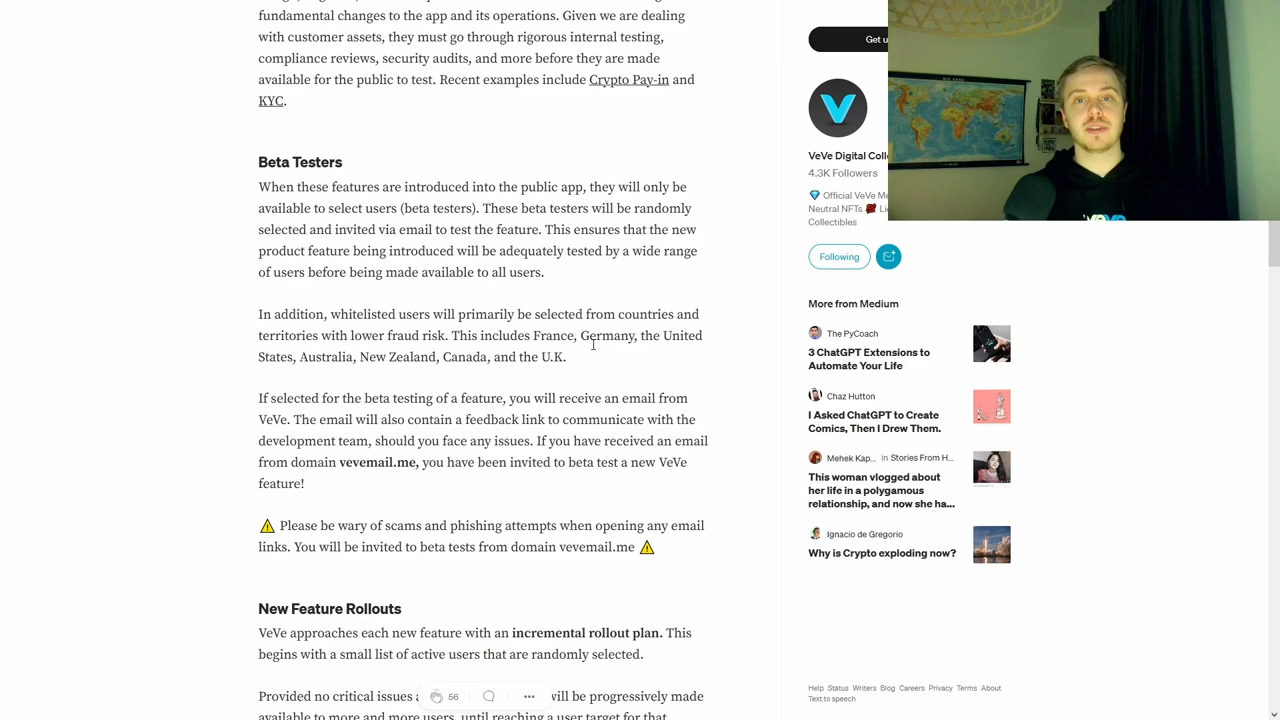 fundamental changes to the app and its operations. Given we are dealing
with customer assets, they must go through rigorous internal testing,
compliance reviews, security audits, and more before they are made
available for the public to test. Recent examples include Crypto Pay-in and
KYC.
Beta Testers
When these features are introduced into the public app, they will only be
available to select users (beta testers). These beta testers will be randomly
selected and invited via email to test the feature. This ensures that the new
product feature being introduced will be adequately tested by a wide range
of users before being made available to all users.
In addition, whitelisted users will primarily be selected from countries and
territories with lower fraud risk. This includes France, Germany, the United
States, Australia, New Zealand, Canada, and the U.K.
If selected for the beta testing of a feature, you will receive an email from
VeVe. The email will also contain a feedback link to communicate with the
development team, should you face any issues. If you have received an email
from domain vevemail.me, you have been invited to beta test a new VeVe
feature!
⚠️ Please be wary of scams and phishing attempts when opening any email
links. You will be invited to beta tests from domain vevemail.me ⚠️
New Feature Rollouts
VeVe approaches each new feature with an incremental rollout plan. This
begins with a small list of active users that are randomly selected.
Provided no critical issues will be progressively made
available to more and more users, until reaching a user target for that
56
Get
VeVe Digital
4.3K Followers
💎 Official VeVe
Neutral NFTs
Collectibles
Following
More from Medium
The PyCoach
3 ChatGPT Extensions to
Automate Your Life
Chaz Hutton
I Asked ChatGPT to Create
Comics, Then I Drew Them.
Mehek Kap... in Stories From H...
This woman vlogged about
her life in a polygamous
relationship, and now she ha...
Ignacio de Gregorio
Why is Crypto exploding now?
Help Status Writers Blog Careers Privacy Terms About
Text to speech